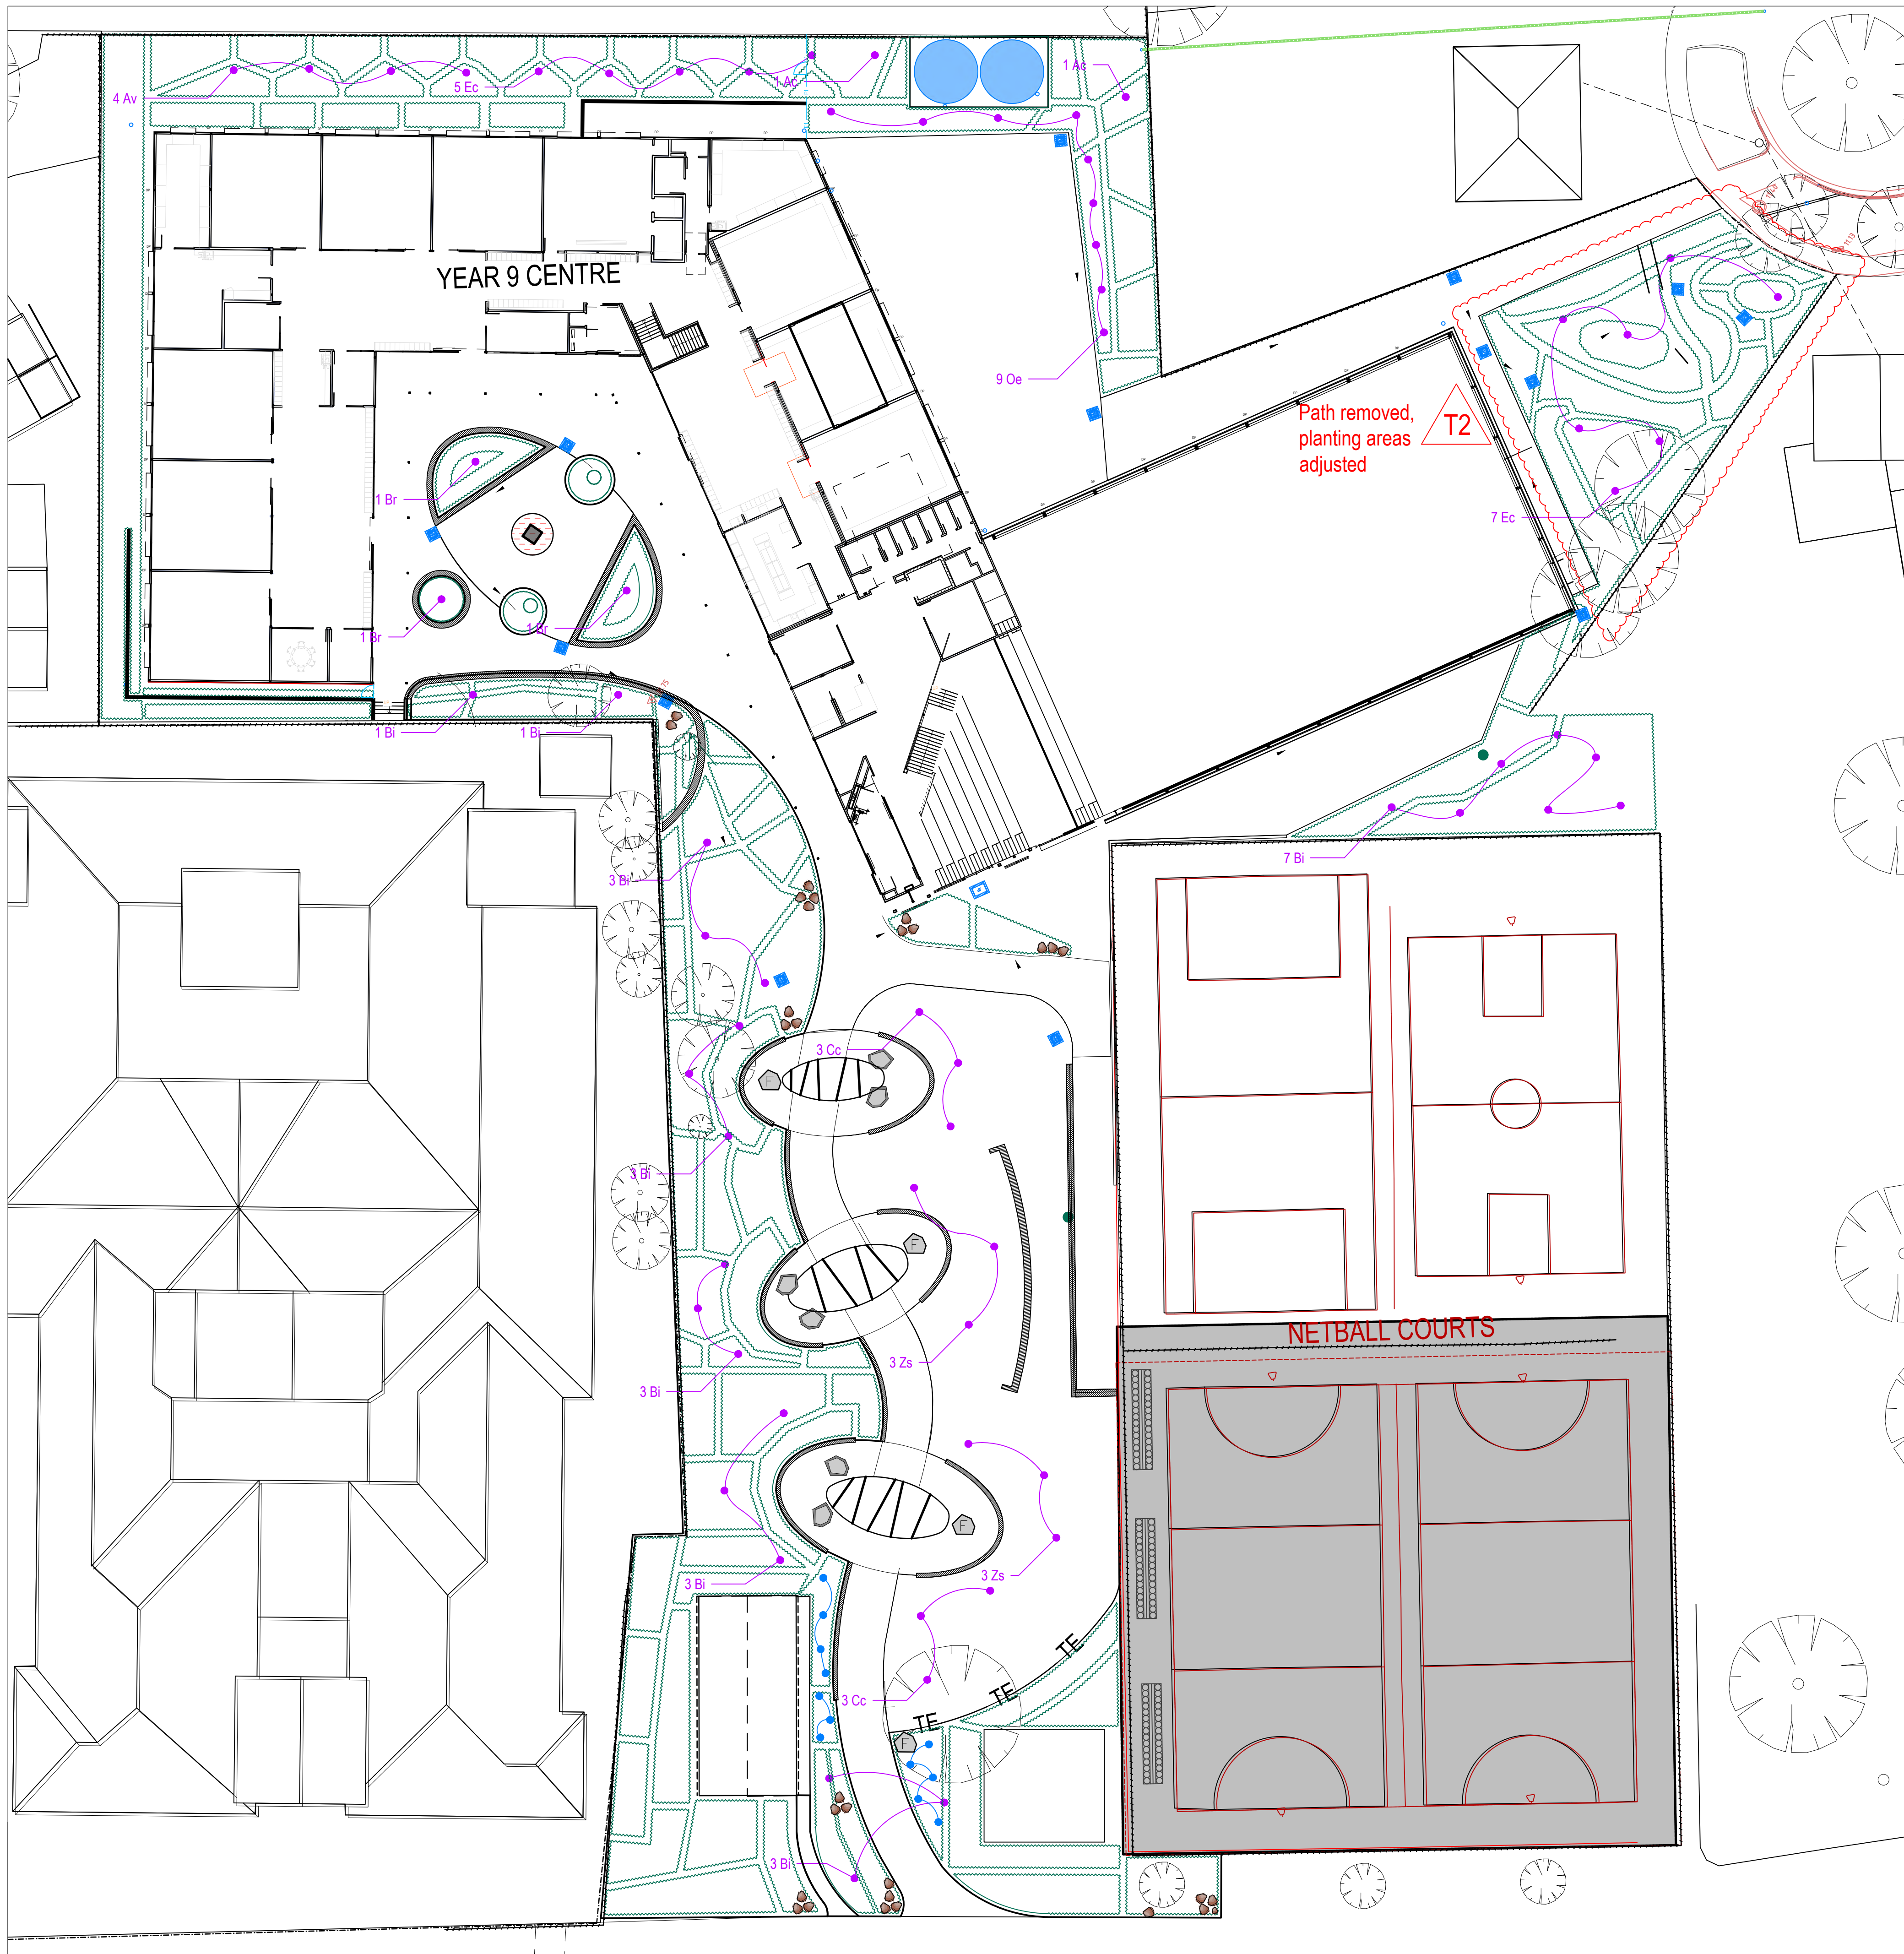 4 Av
5 Ec
1 Ac
1 Ac
YEAR 9 CENTRE
9 Oe
Path removed,
planting areas
adjusted
T2
1 Br
7 Ec
1 Br
1 Br
1 Bi
1 Bi
7 Bi
3 Bi
3 Cc
F
3 Bi
F
NETBALL COURTS
3 Zs
3 Bi
F
3 Zs
3 Bi
TE
TE
3 Cc
TE
F
3 Bi